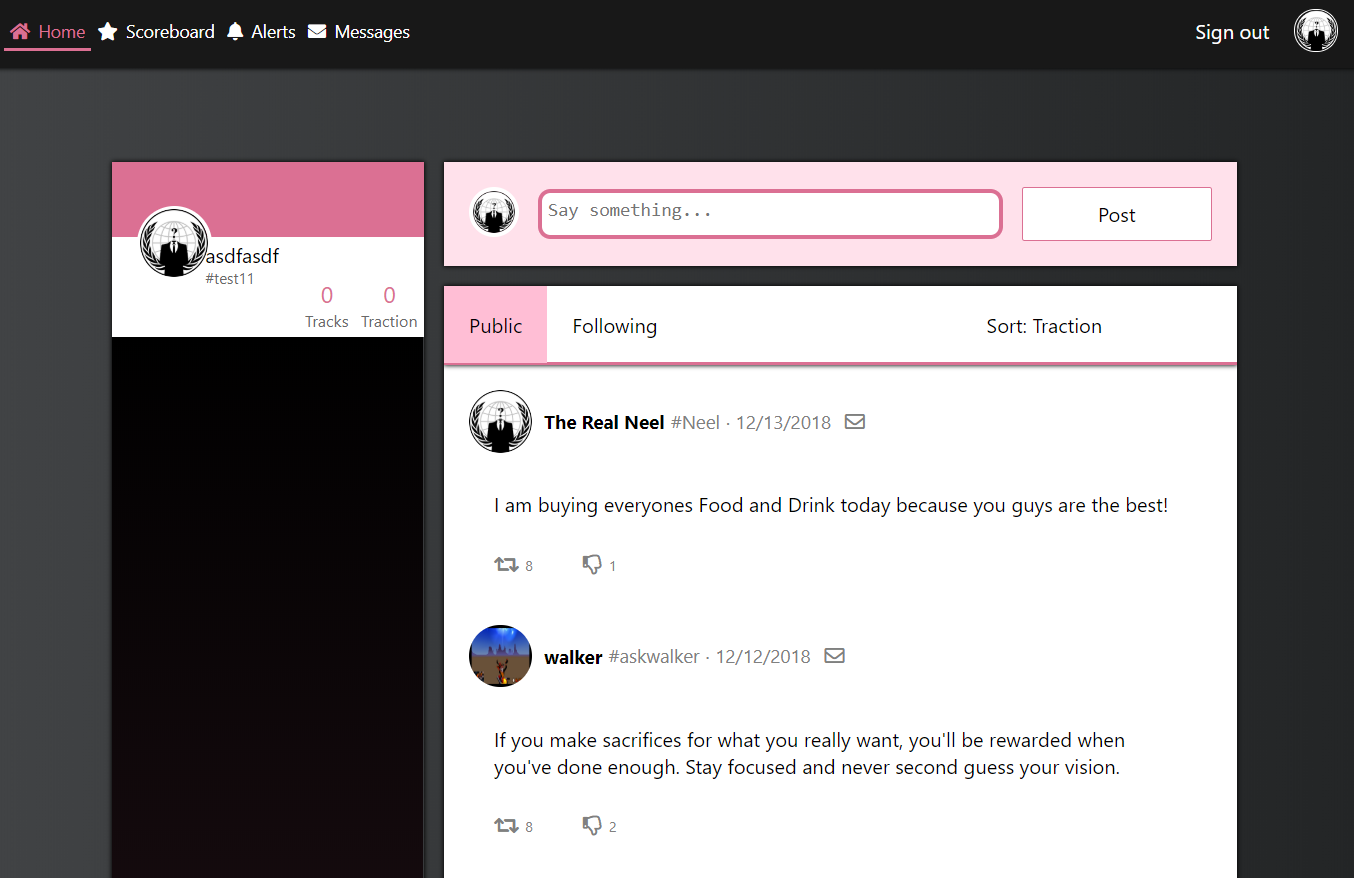 Home Scoreboard Alerts Messages Sign out
asdfasdf
#test11
0 0
Tracks Traction
Say something... Post
Public Following Sort: Traction
The Real Neel #Neel · 12/13/2018
I am buying everyones Food and Drink today because you guys are the best!
8 1
walker #askwalker · 12/12/2018
If you make sacrifices for what you really want, you'll be rewarded when
you've done enough. Stay focused and never second guess your vision.
8 2